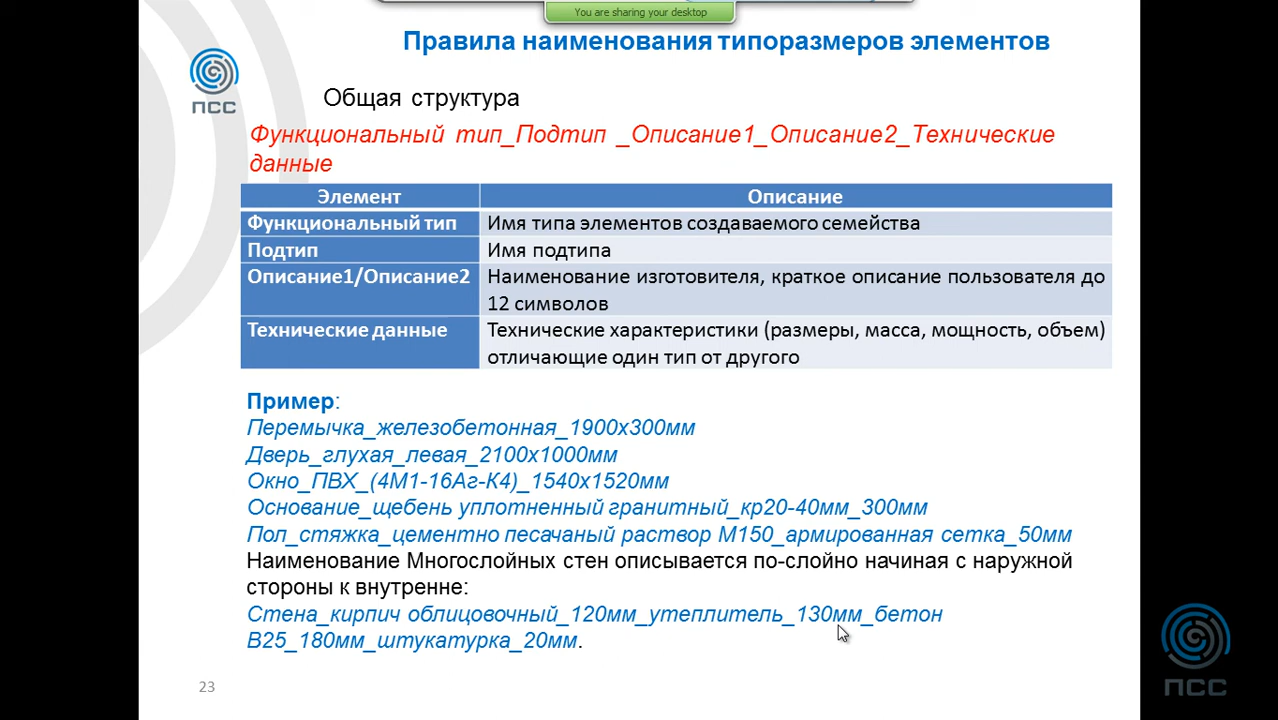 You are sharing your desktop
Правила наименования типоразмеров элементов
ПСС
Общая структура
Функциональный тип_Подтип _Описание1_Описание2_Технические
данные
Элемент Описание
Функциональный тип Имя типа элементов создаваемого семейства
Подтип Имя подтипа
Описание1/Описание2 Наименование изготовителя, краткое описание пользователя до
12 символов
Технические данные Технические характеристики (размеры, масса, мощность, объем)
отличающие один тип от другого
Пример:
Перемычка_железобетонная_1900х300мм
Дверь_глухая_левая_2100х1000мм
Окно_ПВХ_(4М1-16Аг-К4)_1540х1520мм
Основание_щебень уплотненный гранитный_кр20-40мм_300мм
Пол_стяжка_цементно песачаный раствор М150_армированная сетка_50мм
Наименование Многослойных стен описывается по-слойно начиная с наружной
стороны к внутренне:
Стена_кирпич облицовочный_120мм_утеплитель_130мм_бетон
В25_180мм_штукатурка_20мм.
23
ПСС